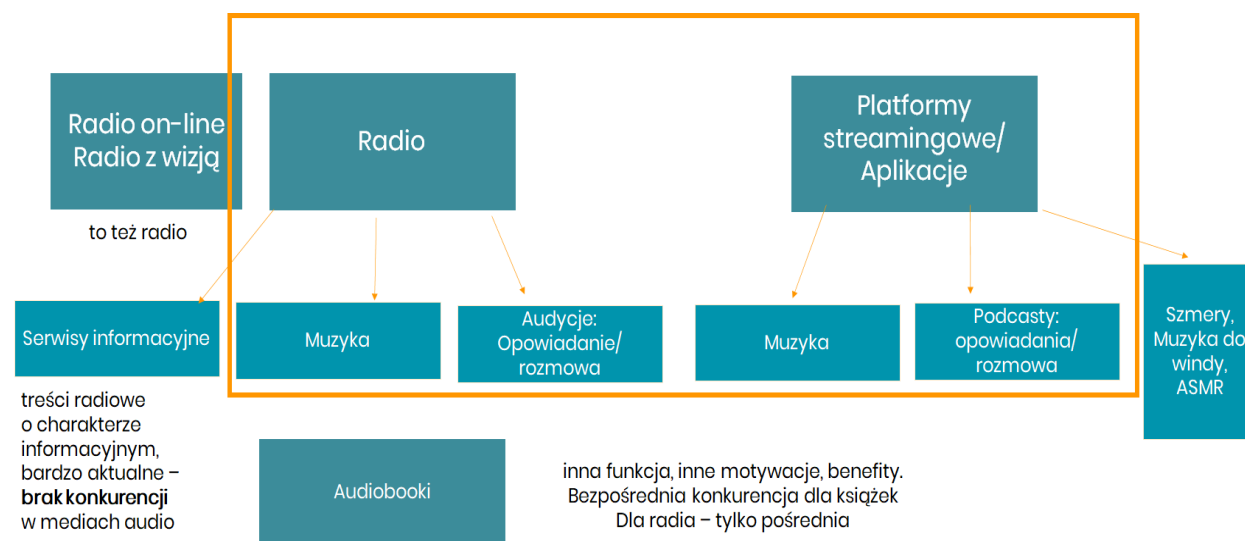 Radio on-line
Radio z wizją
to też radio
Radio
Platformy
streamingowe/
Aplikacje
Serwisy informacyjne
Muzyka
Audycje:
Opowiadanie/
rozmowa
Muzyka
Podcasty:
opowiadania/
rozmowa
Szmery,
Muzyka do
windy,
ASMR
treści radiowe
o charakterze
informacyjnym,
bardzo aktualne –
brak konkurencji
w mediach audio
Audiobooki
inna funkcja, inne motywacje, benefity.
Bezpośrednia konkurencja dla książek
Dla radia – tylko pośrednia